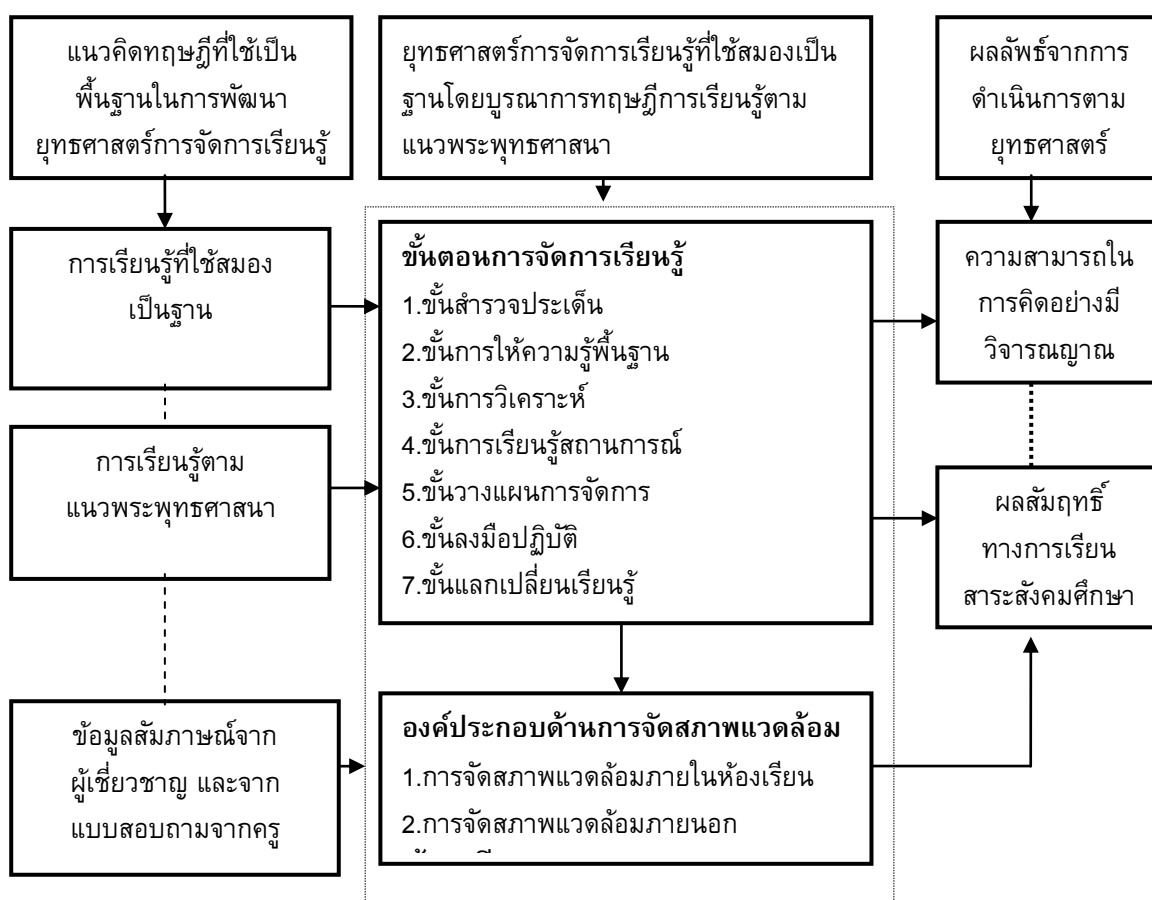 แนวคิดทฤษฎีที่ใช้เป็น
พื้นฐานในการพัฒนา
ยุทธศาสตร์การจัดการเรียนรู้
ยุทธศาสตร์การจัดการเรียนรู้ที่ใช้สมองเป็น
ฐานโดยบูรณาการทฤษฎีการเรียนรู้ตาม
แนวพระพุทธศาสนา
ผลลัพธ์จากการ
ดำเนินการตาม
ยุทธศาสตร์
การเรียนรู้ที่ใช้สมอง
เป็นฐาน
การเรียนรู้ตาม
แนวพระพุทธศาสนา
ข้อมูลสัมภาษณ์จาก
ผู้เชี่ยวชาญ และจาก
แบบสอบถามจากครู
ขั้นตอนการจัดการเรียนรู้
1.ขั้นสำรวจประเด็น
2.ขั้นการให้ความรู้พื้นฐาน
3.ขั้นการวิเคราะห์
4.ขั้นการเรียนรู้สถานการณ์
5.ขั้นวางแผนการจัดการ
6.ขั้นลงมือปฏิบัติ
7.ขั้นแลกเปลี่ยนเรียนรู้
องค์ประกอบด้านการจัดสภาพแวดล้อม
1.การจัดสภาพแวดล้อมภายในห้องเรียน
2.การจัดสภาพแวดล้อมภายนอก
ความสามารถใน
การคิดอย่างมี
วิจารณญาณ
ผลสัมฤทธิ์
ทางการเรียน
สาระสังคมศึกษา